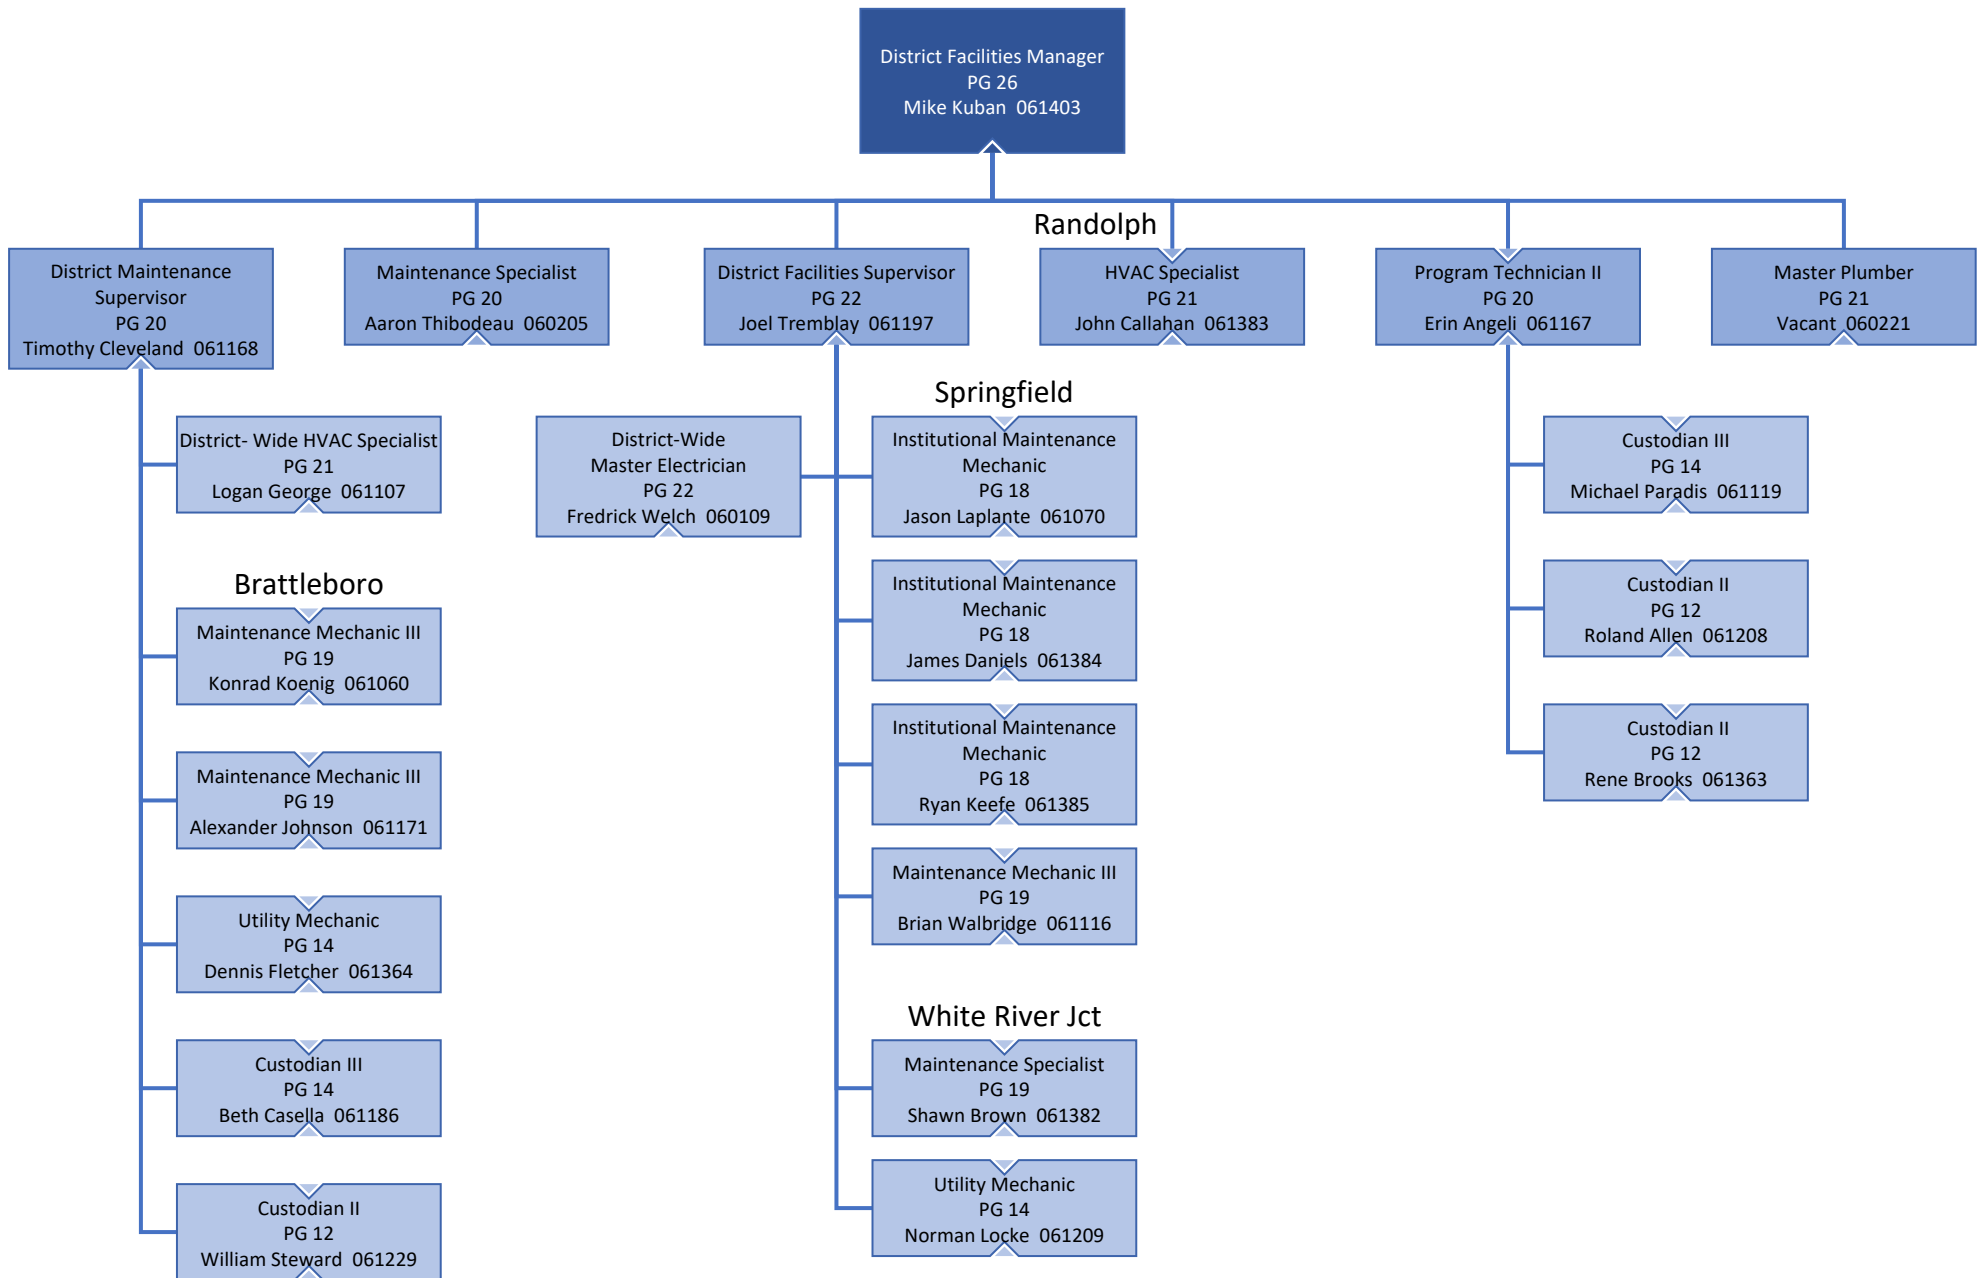 District Facilities Manager
PG 26
Mike Kuban 061403
Randolph
District Maintenance
Supervisor
PG 20
Timothy Cleveland 061168
Maintenance Specialist
PG 20
Aaron Thibodeau 060205
District Facilities Supervisor
PG 22
Joel Tremblay 061197
HVAC Specialist
PG 21
John Callahan 061383
Program Technician II
PG 20
Erin Angeli 061167
Master Plumber
PG 21
Vacant 060221
District- Wide HVAC Specialist
PG 21
Logan George 061107
Brattleboro
Maintenance Mechanic III
PG 19
Konrad Koenig 061060
Maintenance Mechanic III
PG 19
Alexander Johnson 061171
Utility Mechanic
PG 14
Dennis Fletcher 061364
Custodian III
PG 14
Beth Casella 061186
Custodian II
PG 12
William Steward 061229
District-Wide
Master Electrician
PG 22
Fredrick Welch 060109
Springfield
Institutional Maintenance
Mechanic
PG 18
Jason Laplante 061070
Institutional Maintenance
Mechanic
PG 18
James Daniels 061384
Institutional Maintenance
Mechanic
PG 18
Ryan Keefe 061385
Maintenance Mechanic III
PG 19
Brian Walbridge 061116
White River Jct
Maintenance Specialist
PG 19
Shawn Brown 061382
Utility Mechanic
PG 14
Norman Locke 061209
Custodian III
PG 14
Michael Paradis 061119
Custodian II
PG 12
Roland Allen 061208
Custodian II
PG 12
Rene Brooks 061363